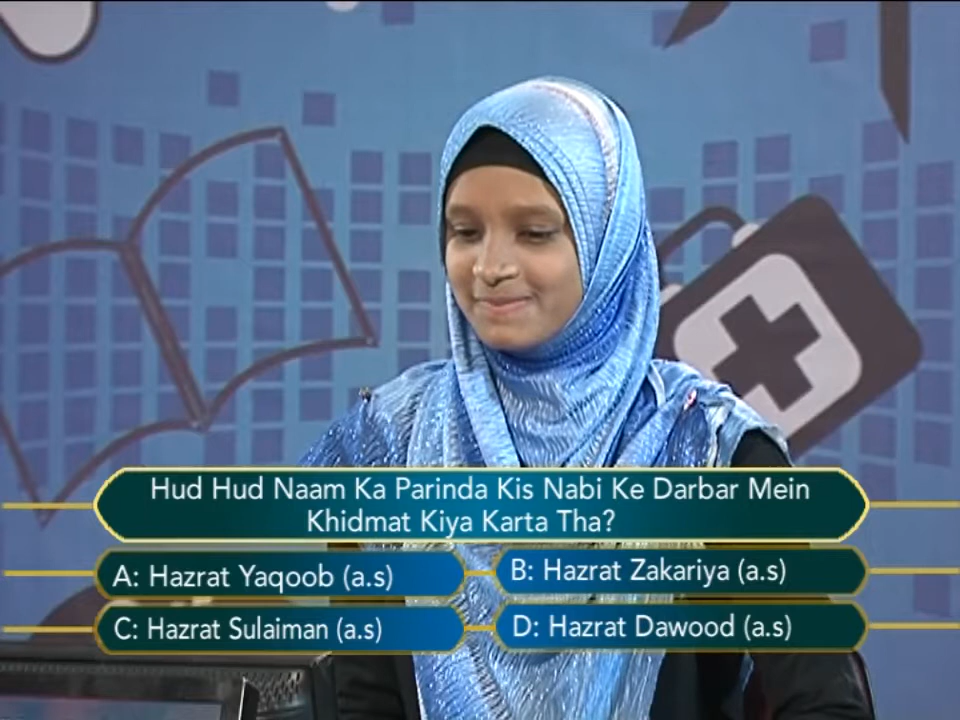 Hud Hud Naam Ka Parinda Kis Nabi Ke Darbar Mein
Khidmat Kiya Karta Tha?
A: Hazrat Yaqoob (a.s)
B: Hazrat Zakariya (a.s)
C: Hazrat Sulaiman (a.s)
D: Hazrat Dawood (a.s)